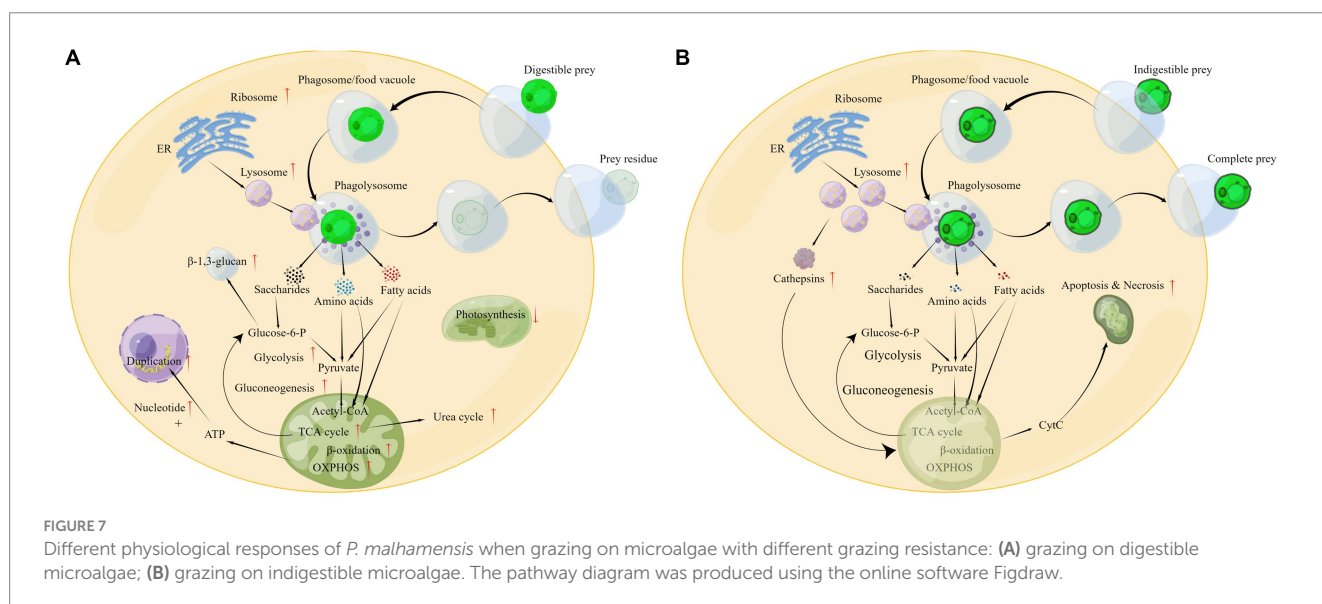 A
Digestible prey
Phagosome/food vacuole
Ribosome ↑
ER
Lysosome ↑
Prey residue
Phagolysosome
β-1,3-glucan ↑
Saccharides
Amino acids
Fatty acids
Photosynthesis ↓
Glucose-6-P
Glycolysis ↑
Duplication ↑
Pyruvate
Gluconeogenesis ↑
Nucleotide ↑
+
ATP
Acetyl-CoA
Urea cycle ↑
TCA cycle ↑
β-oxidation ↑
OXPHOS ↑
B
Indigestible prey
Phagosome/food vacuole
Ribosome
ER
Lysosome ↑
Complete prey
Phagolysosome
Cathepsins ↑
Saccharides
Amino acids
Fatty acids
Apoptosis & Necrosis ↑
Glucose-6-P
Glycolysis
Pyruvate
Gluconeogenesis
Acetyl-CoA
TCA cycle
β-oxidation
OXPHOS
CytC
FIGURE 7
Different physiological responses of P. malhamensis when grazing on microalgae with different grazing resistance: (A) grazing on digestible
microalgae; (B) grazing on indigestible microalgae. The pathway diagram was produced using the online software Figdraw.